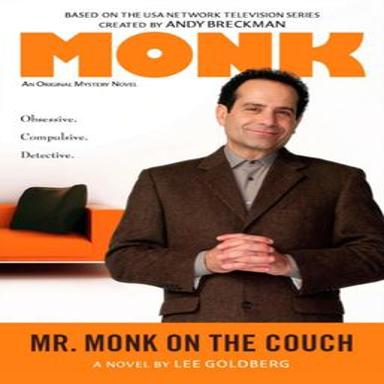 BASED ON THE USA NETWORK TELEVISION SERIES
CREATED BY ANDY BRECKMAN
MONK
AN ORIGINAL MYSTERY NOVEL
Obsessive.
Compulsive.
Detective.
MR. MONK ON THE COUCH
A NOVEL BY LEE GOLDBERG